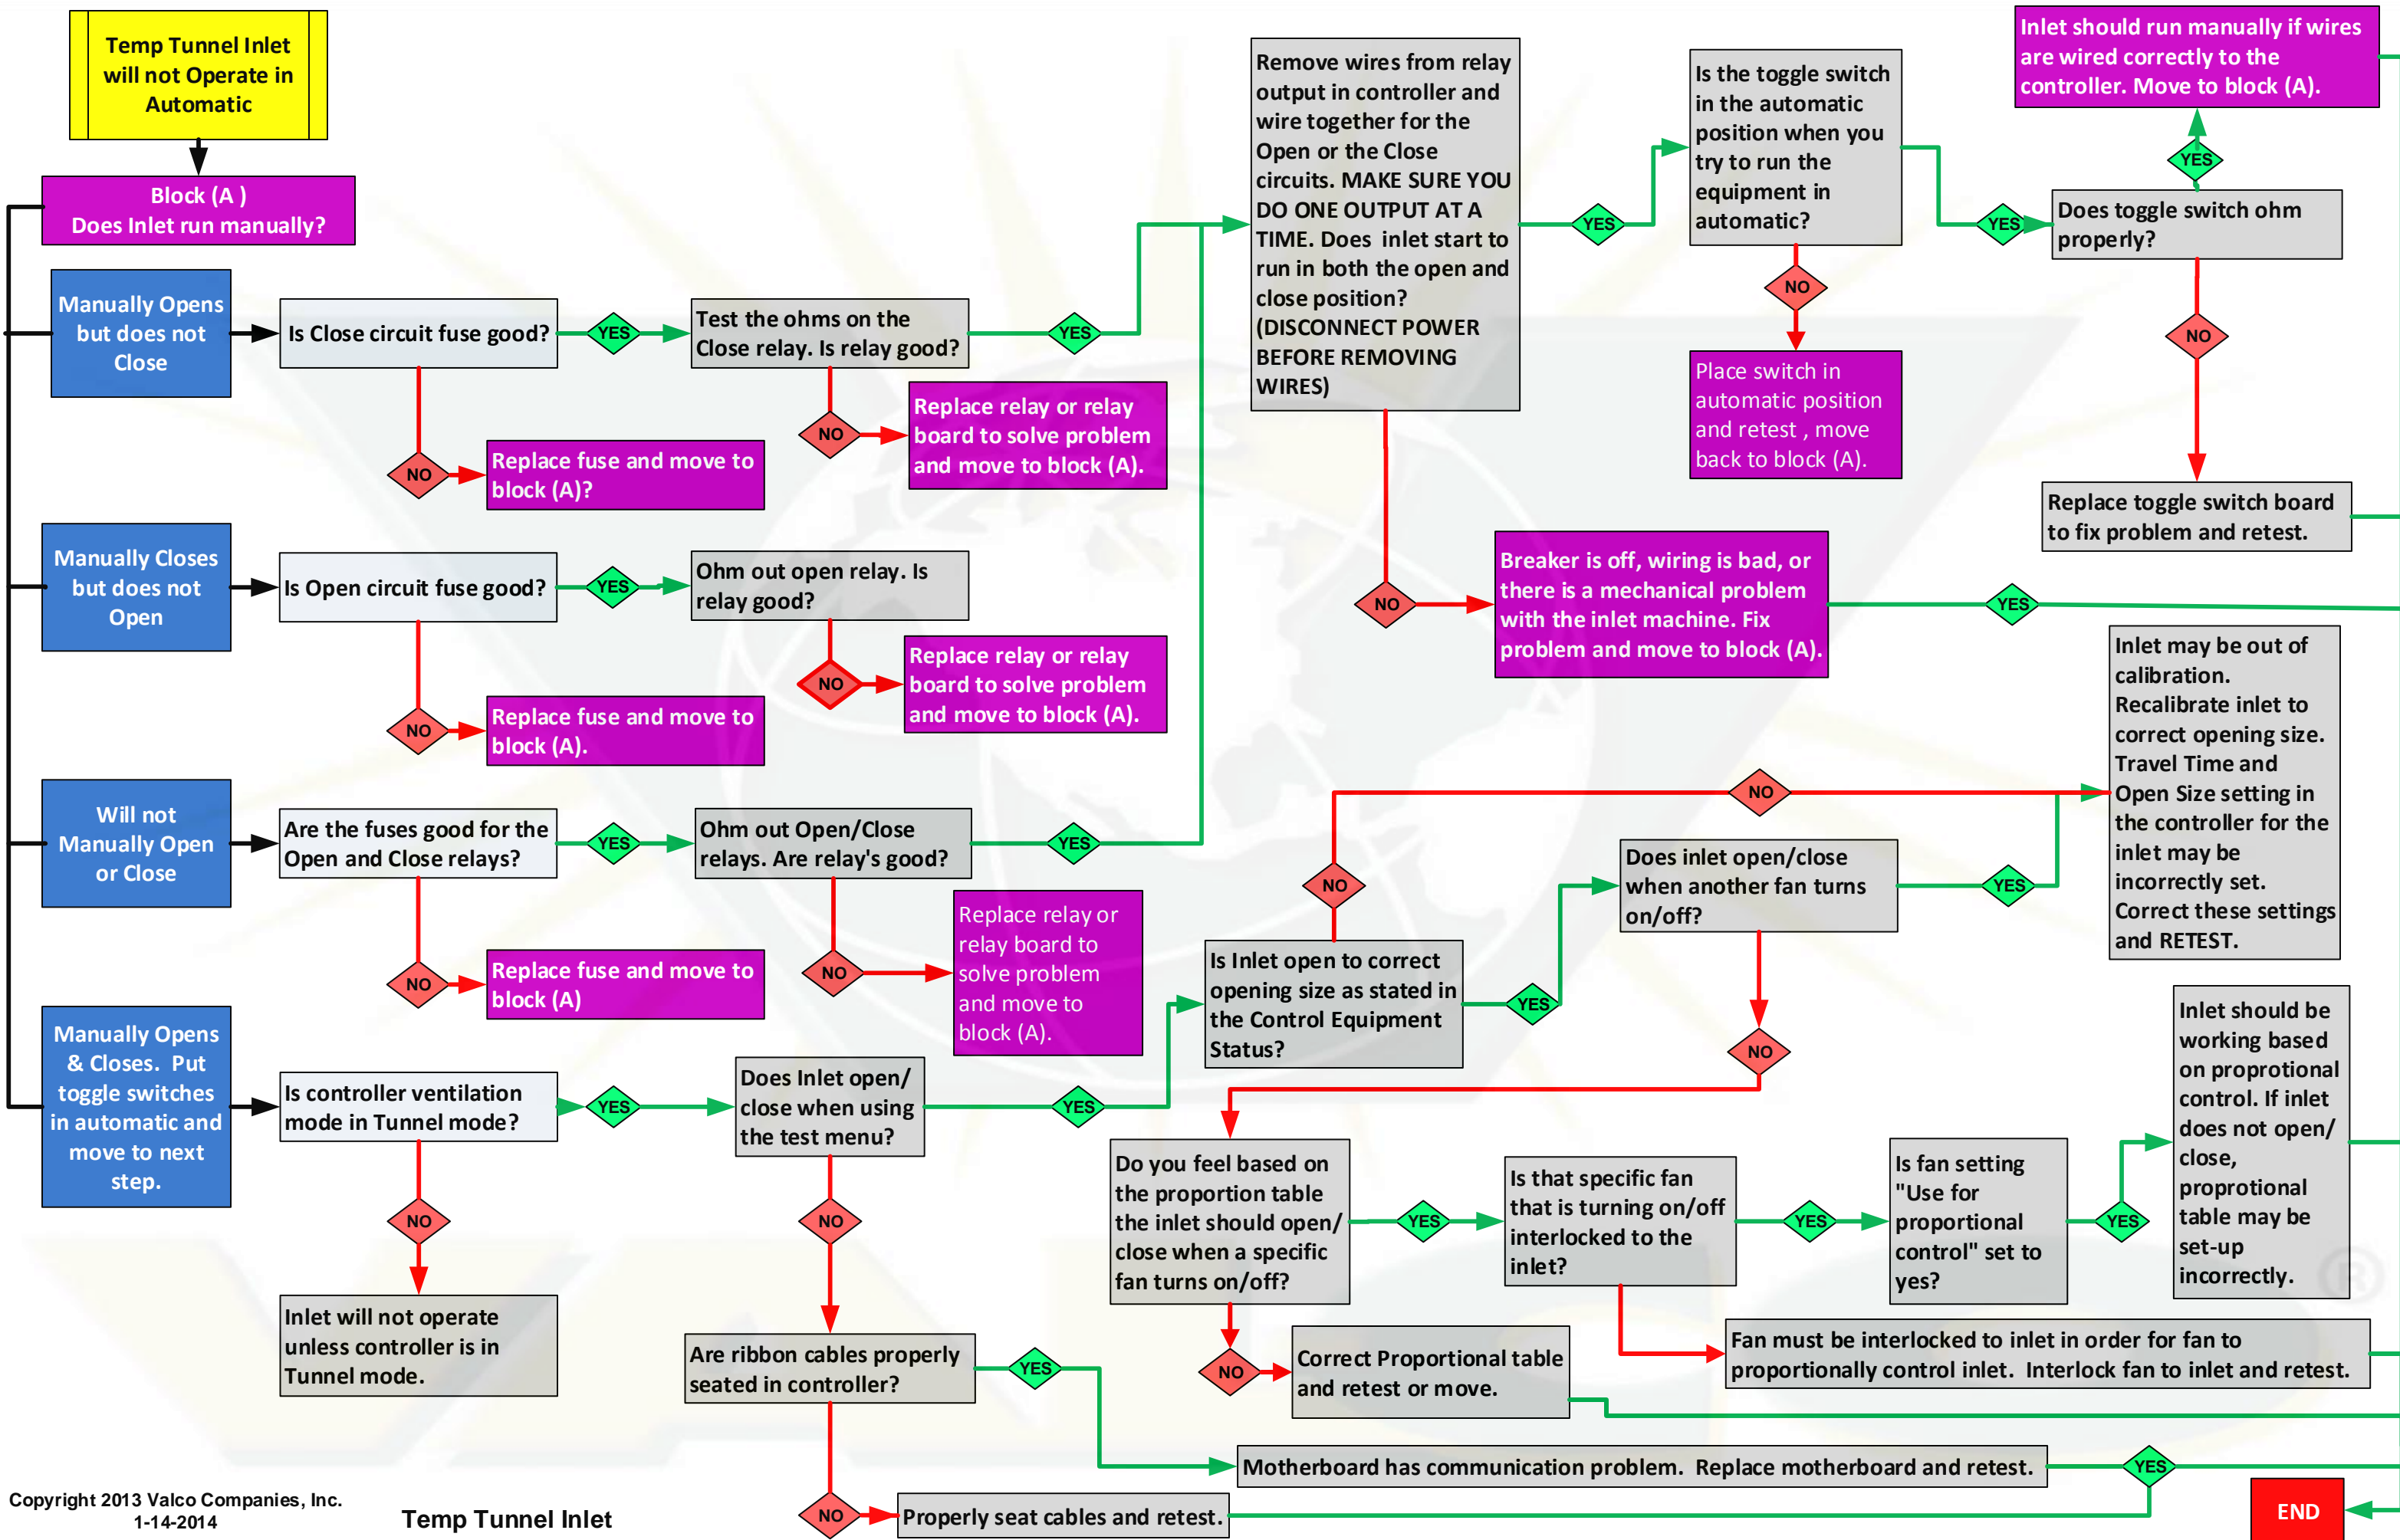 Temp Tunnel Inlet
will not Operate in
Automatic
Block (A )
Does Inlet run manually?
Manually Opens
but does not
Close
Is Close circuit fuse good?
YES
Test the ohms on the
Close relay. Is relay good?
YES
NO
Replace fuse and move to
block (A)?
NO
Replace relay or relay
board to solve problem
and move to block (A).
Remove wires from relay
output in controller and
wire together for the
Open or the Close
circuits. MAKE SURE YOU
DO ONE OUTPUT AT A
TIME. Does  inlet start to
run in both the open and
close position?
(DISCONNECT POWER
BEFORE REMOVING
WIRES)
YES
Is the toggle switch
in the automatic
position when you
try to run the
equipment in
automatic?
YES
NO
Place switch in
automatic position
and retest , move
back to block (A).
Inlet should run manually if wires
are wired correctly to the
controller. Move to block (A).
YES
Does toggle switch ohm
properly?
NO
Replace toggle switch board
to fix problem and retest.
NO
Breaker is off, wiring is bad, or
there is a mechanical problem
with the inlet machine. Fix
problem and move to block (A).
YES
Manually Closes
but does not
Open
Is Open circuit fuse good?
YES
Ohm out open relay. Is
relay good?
NO
Replace fuse and move to
block (A).
NO
Replace relay or relay
board to solve problem
and move to block (A).
Will not
Manually Open
or Close
Are the fuses good for the
Open and Close relays?
YES
Ohm out Open/Close
relays. Are relay's good?
YES
NO
Replace fuse and move to
block (A)
NO
Replace relay or
relay board to
solve problem
and move to
block (A).
Manually Opens
& Closes.  Put
toggle switches
in automatic and
move to next
step.
Is controller ventilation
mode in Tunnel mode?
YES
Does Inlet open/
close when using
the test menu?
YES
NO
Inlet will not operate
unless controller is in
Tunnel mode.
NO
Is Inlet open to correct
opening size as stated in
the Control Equipment
Status?
NO
NO
YES
Does inlet open/close
when another fan turns
on/off?
YES
Inlet may be out of
calibration.
Recalibrate inlet to
correct opening size.
Travel Time and
Open Size setting in
the controller for the
inlet may be
incorrectly set.
Correct these settings
and RETEST.
NO
Do you feel based on
the proportion table
the inlet should open/
close when a specific
fan turns on/off?
YES
Is that specific fan
that is turning on/off
interlocked to the
inlet?
YES
Is fan setting
"Use for
proportional
control" set to
yes?
YES
Inlet should be
working based
on proprotional
control. If inlet
does not open/
close,
proprotional
table may be
set-up
incorrectly.
NO
Correct Proportional table
and retest or move.
Fan must be interlocked to inlet in order for fan to
proportionally control inlet.  Interlock fan to inlet and retest.
Are ribbon cables properly
seated in controller?
YES
Motherboard has communication problem.  Replace motherboard and retest.
YES
NO
Properly seat cables and retest.
END
Copyright 2013 Valco Companies, Inc.
1-14-2014
Temp Tunnel Inlet
VALCO
®